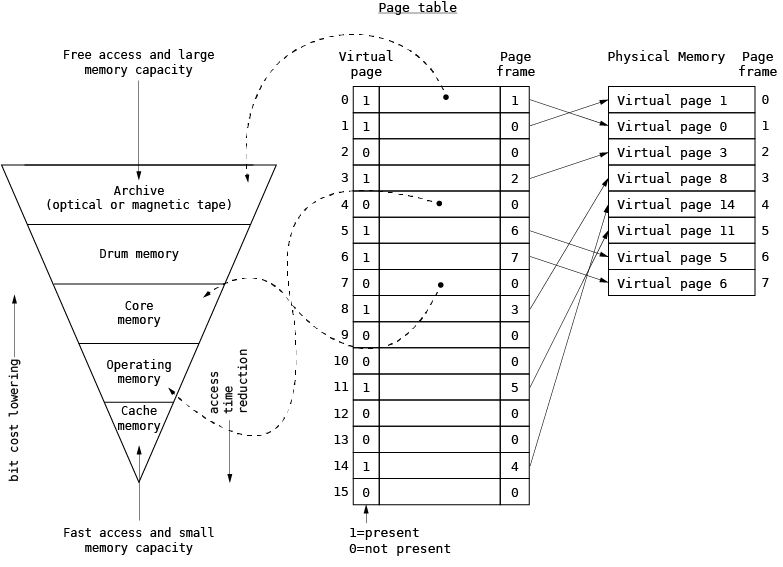 Page table
Free access and large
memory capacity
Archive
(optical or magnetic tape)
Drum memory
Core
memory
Operating
memory
Cache
memory
Fast access and small
memory capacity
bit cost lowering
access
time
reduction
Virtual
page
Page
frame
0 1 1
1 1 0
2 0 0
3 1 2
4 0 0
5 1 6
6 1 7
7 0 0
8 1 3
9 0 0
10 0 0
11 1 5
12 0 0
13 0 0
14 1 4
15 0 0
1=present
0=not present
Physical Memory
Page
frame
Virtual page 1 0
Virtual page 0 1
Virtual page 3 2
Virtual page 8 3
Virtual page 14 4
Virtual page 11 5
Virtual page 5 6
Virtual page 6 7